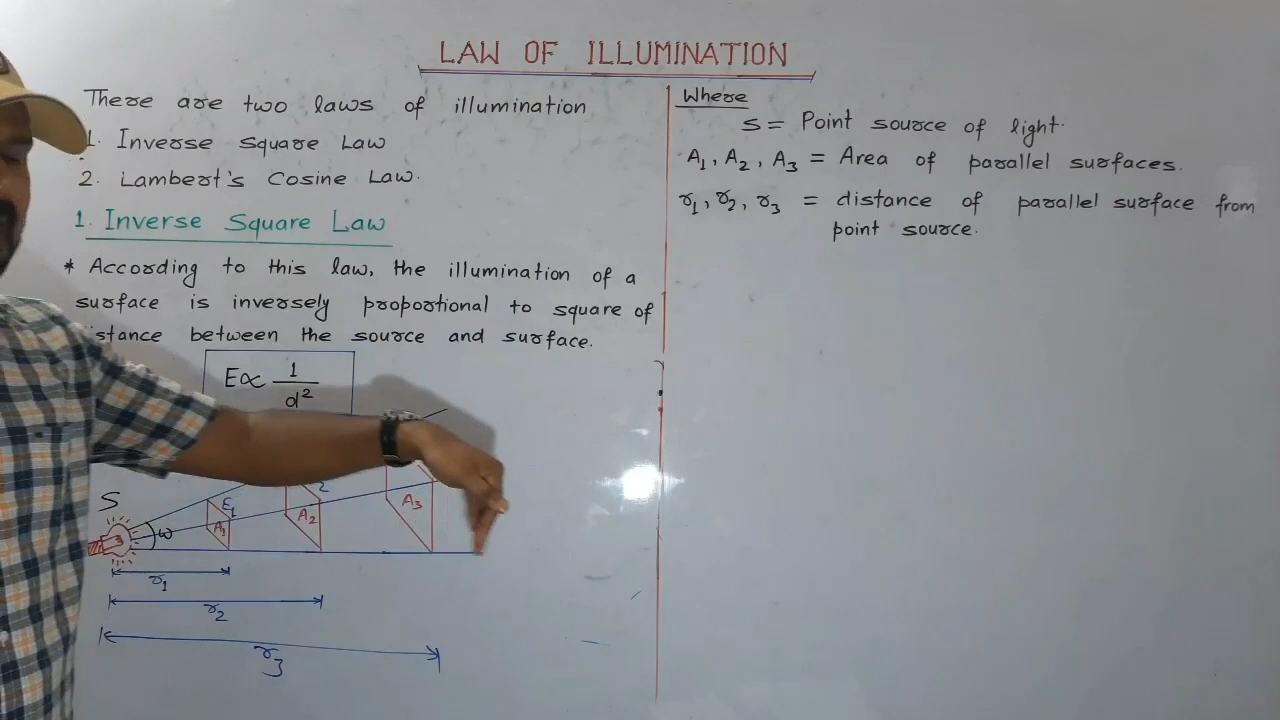 LAW OF ILLUMINATION
There are two laws of illumination
1. Inverse Square Law
2. Lambert's Cosine Law.
1. Inverse Square Law
* According to this law, the illumination of a
surface is inversely proportional to square of
istance between the source and surface.
E∝ 1/d²
S
ω
E1
A1
2
A2
A3
r1
r2
r3
Where
S = Point source of light.
A1, A2, A3 = Area of parallel surfaces.
r1, r2, r3 = distance of parallel surface from
point source.